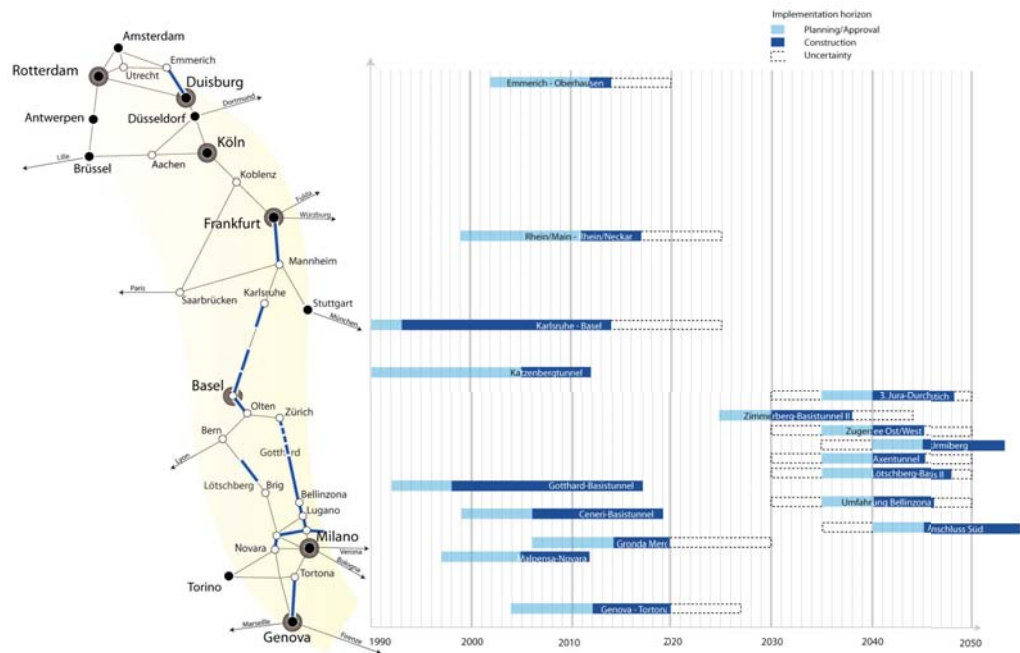 Implementation horizon
Planning/Approval
Construction
Uncertainty
Amsterdam
Emmerich
Rotterdam
Utrecht
Duisburg
Dortmund
Antwerpen
Düsseldorf
Köln
Lille
Brüssel
Aachen
Koblenz
Fulda
Frankfurt
Würzburg
Mannheim
Paris
Saarbrücken
Karlsruhe
Stuttgart
München
Basel
Olten
Zürich
Bern
Lyon
Gotthard
Lötschberg
Brig
Bellinzona
Lugano
Milano
Novara
Verona
Bologna
Torino
Tortona
Marseille
Genova
Firenze
Emmerich - Oberhausen
Rhein/Main - Rhein/Neckar
Karlsruhe - Basel
Katzenbergtunnel
3. Jura-Durchstich
Zimmerberg-Basistunnel II
Zugersee Ost/West
Urmiberg
Axentunnel
Lötschberg-Basis II
Gotthard-Basistunnel
Umfahrung Bellinzona
Ceneri-Basistunnel
Anschluss Süd
Gronda Merc
Malpensa-Novara
Genova - Tortona
1990
2000
2010
2020
2030
2040
2050